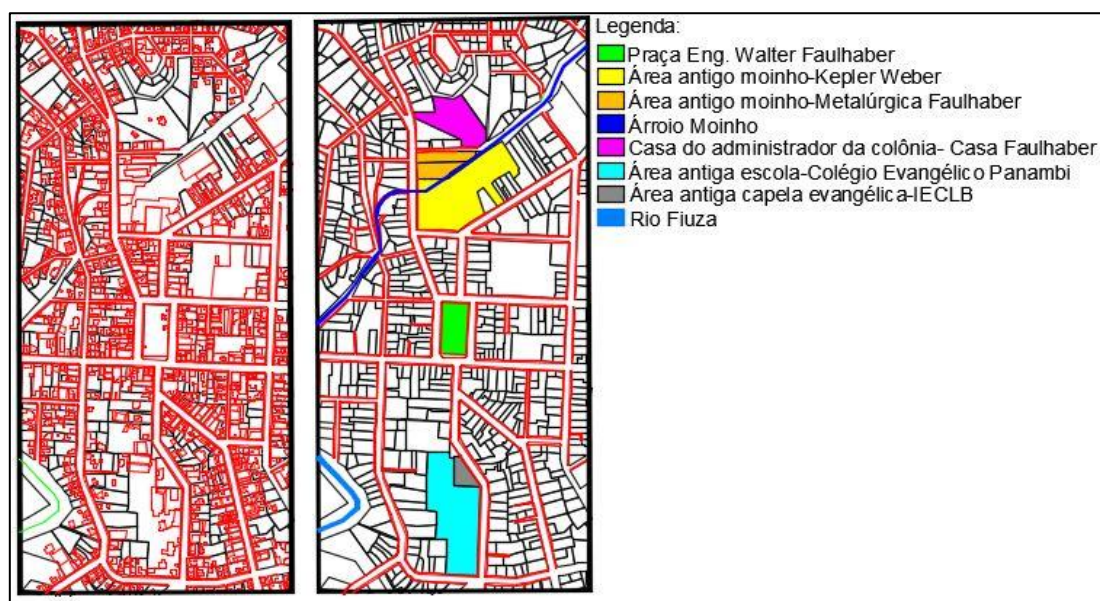 Legenda:
Praça Eng. Walter Faulhaber
Área antigo moinho-Kepler Weber
Área antigo moinho-Metalúrgica Faulhaber
Árroio Moinho
Casa do administrador da colônia- Casa Faulhaber
Área antiga escola-Colégio Evangélico Panambi
Área antiga capela evangélica-IECLB
Rio Fiuza